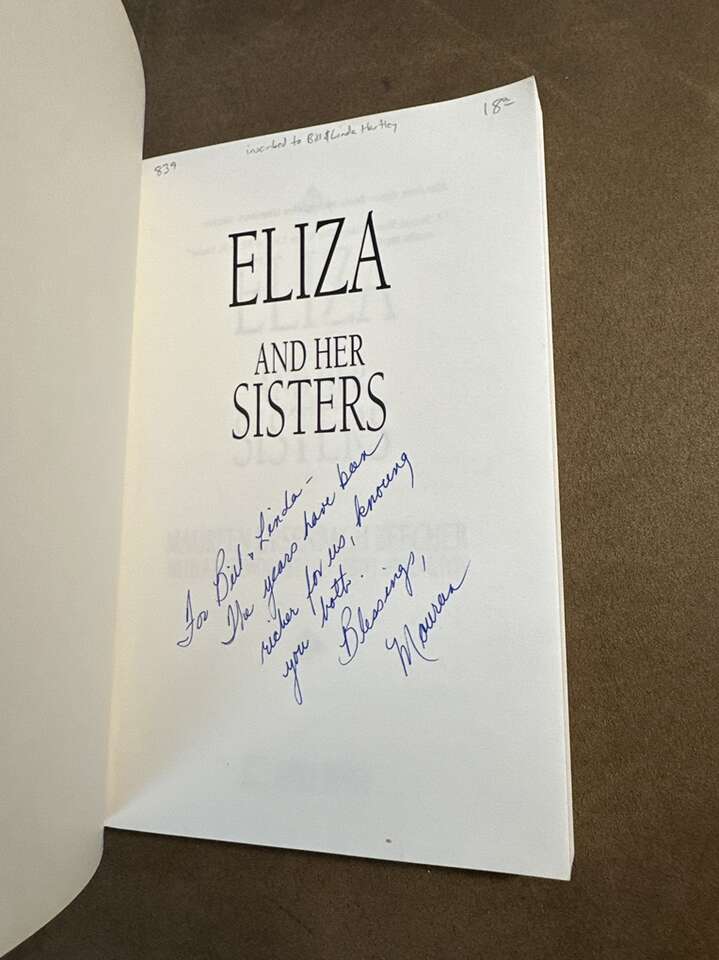 inscribed to Bill & Linda Hartley
18-
839
ELIZA
AND HER
SISTERS
For Bill & Linda-
The years have been
richer for us, knowing
you both.
Blessings,
Maureen